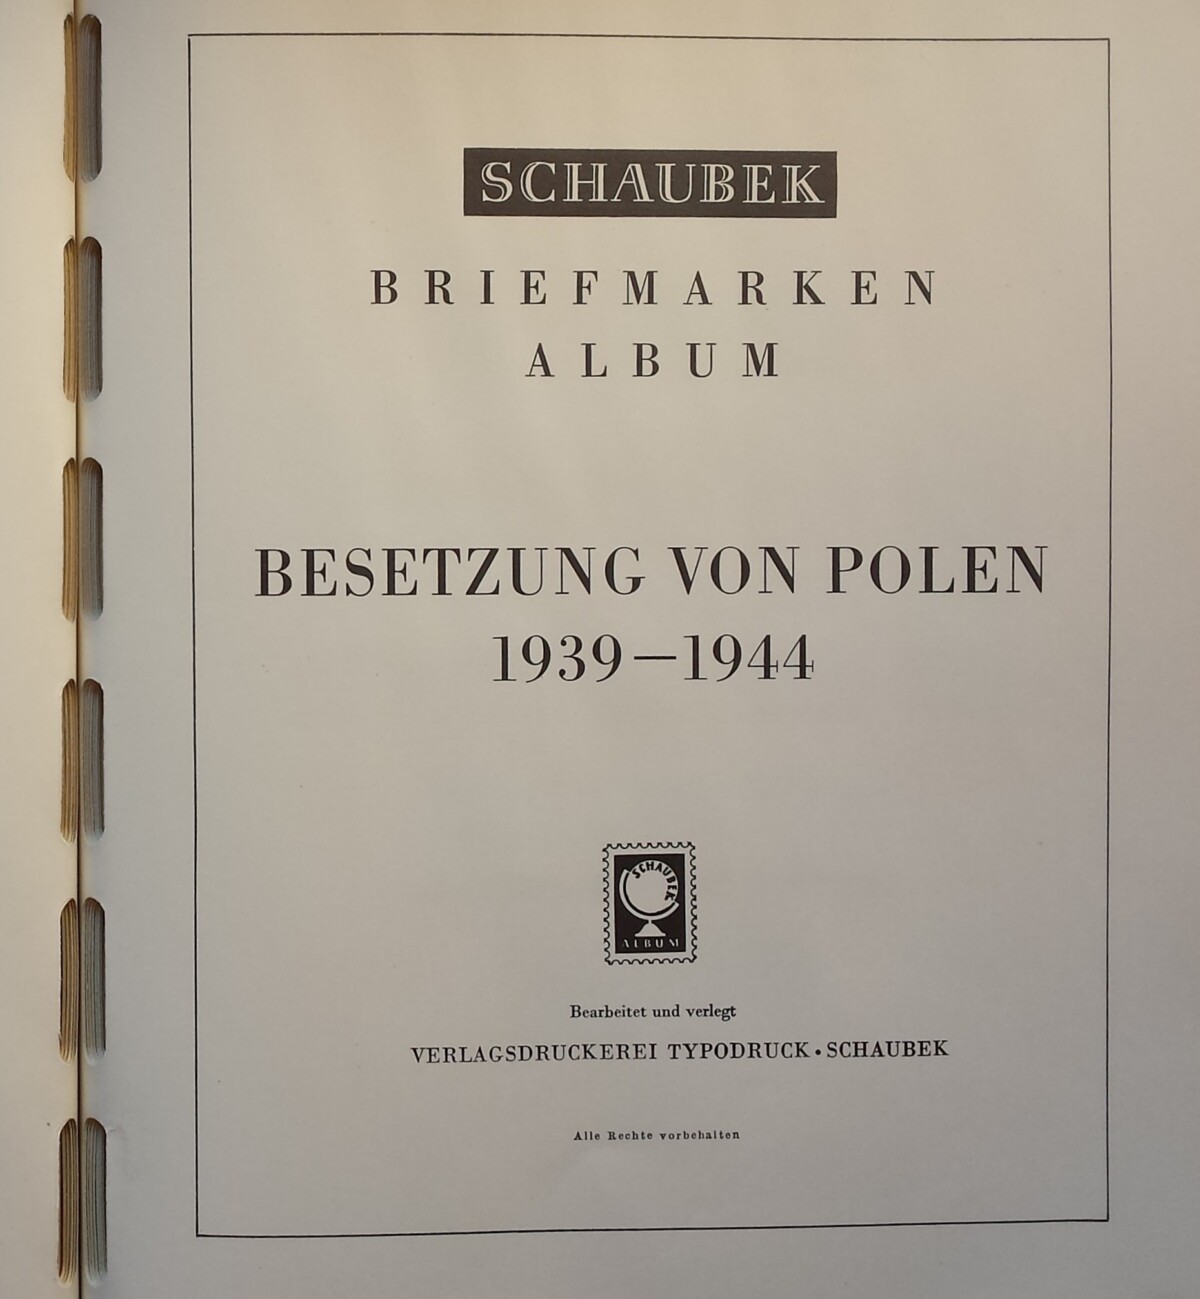 SCHAUBEK
BRIEFMARKEN
ALBUM
BESETZUNG VON POLEN
1939—1944
SCHAUBEK
ALBUM
Bearbeitet und verlegt
VERLAGSDRUCKEREI TYPODRUCK • SCHAUBEK
Alle Rechte vorbehalten